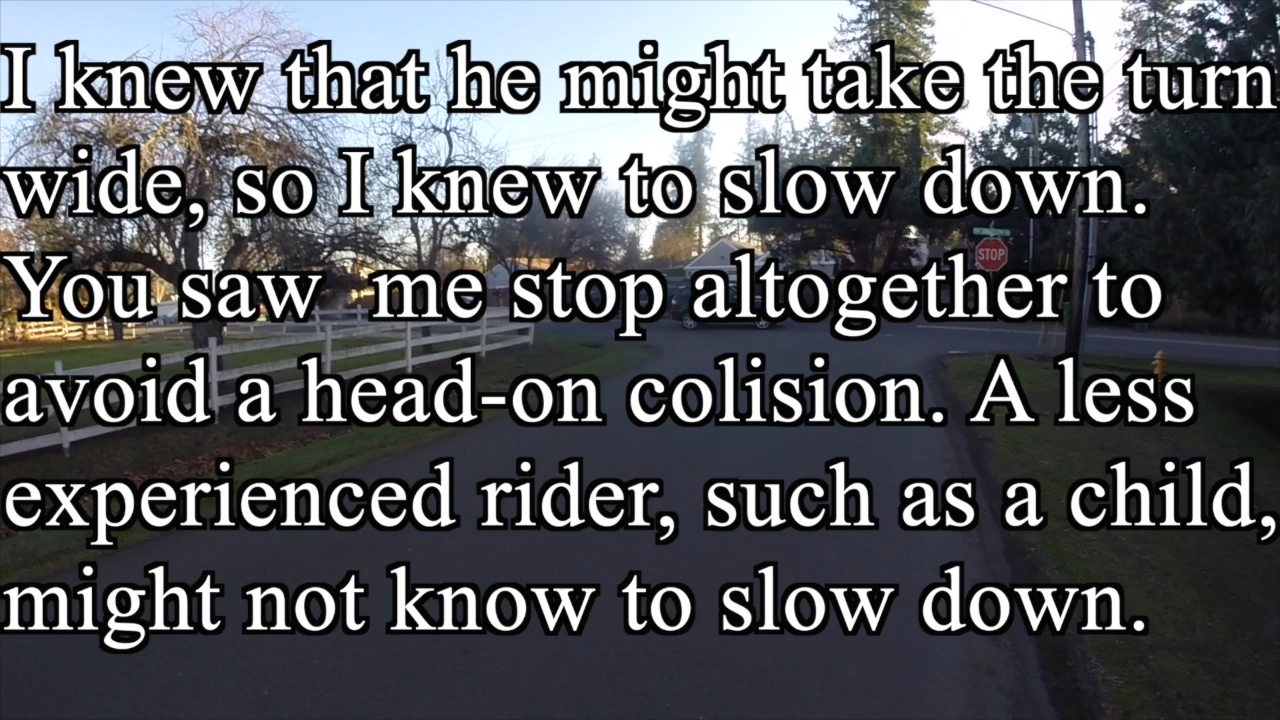 I knew that he might take the turn
wide, so I knew to slow down.
You saw  me stop altogether to
avoid a head-on colision. A less
experienced rider, such as a child,
might not know to slow down.
STOP